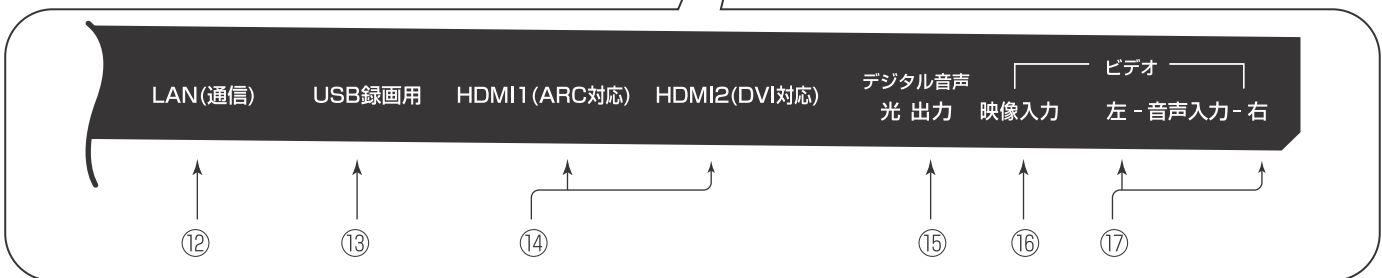 ビデオ
デジタル音声
LAN(通信) USB録画用 HDMI1(ARC対応) HDMI2(DVI対応) 光 出力 映像入力 左 - 音声入力 - 右
⑫ ⑬ ⑭ ⑮ ⑯ ⑰